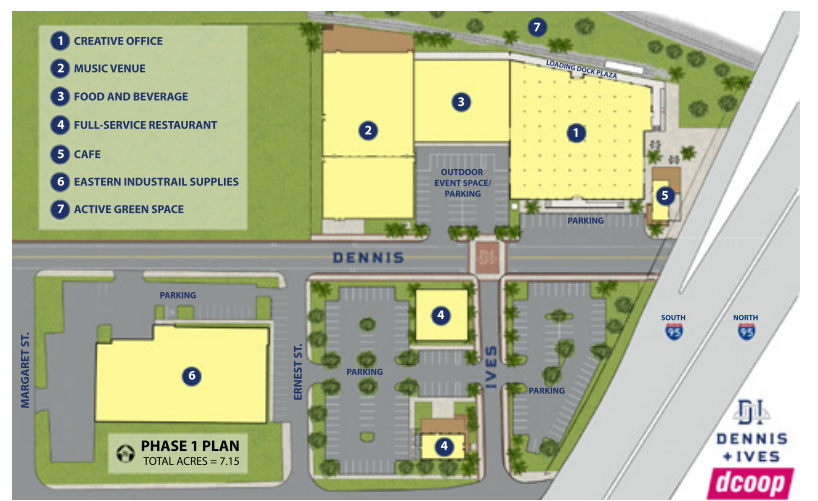 1 CREATIVE OFFICE
2 MUSIC VENUE
3 FOOD AND BEVERAGE
4 FULL-SERVICE RESTAURANT
5 CAFE
6 EASTERN INDUSTRAIL SUPPLIES
7 ACTIVE GREEN SPACE
7
LOADING DOCK PLAZA
2
3
1
OUTDOOR
EVENT SPACE/
PARKING
5
PARKING
DENNIS
DI
PARKING
4
SOUTH
NORTH
95
95
MARGARET ST.
6
ERNEST ST.
PARKING
IVES
PARKING
4
PHASE 1 PLAN
TOTAL ACRES = 7.15
DI
DENNIS
+IVES
dcoop